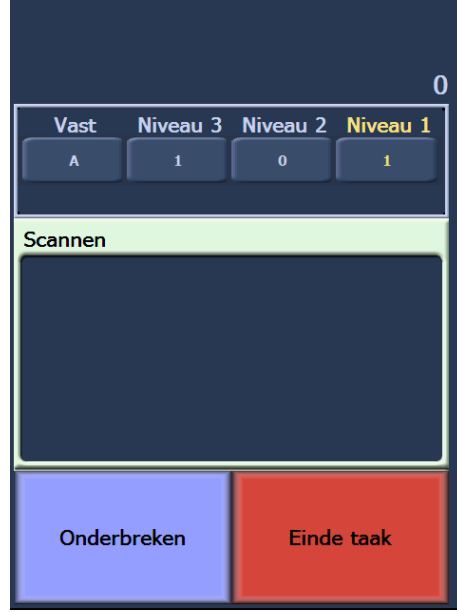 0
Vast Niveau 3 Niveau 2 Niveau 1
A 1 0 1
Scannen
Onderbreken Einde taak